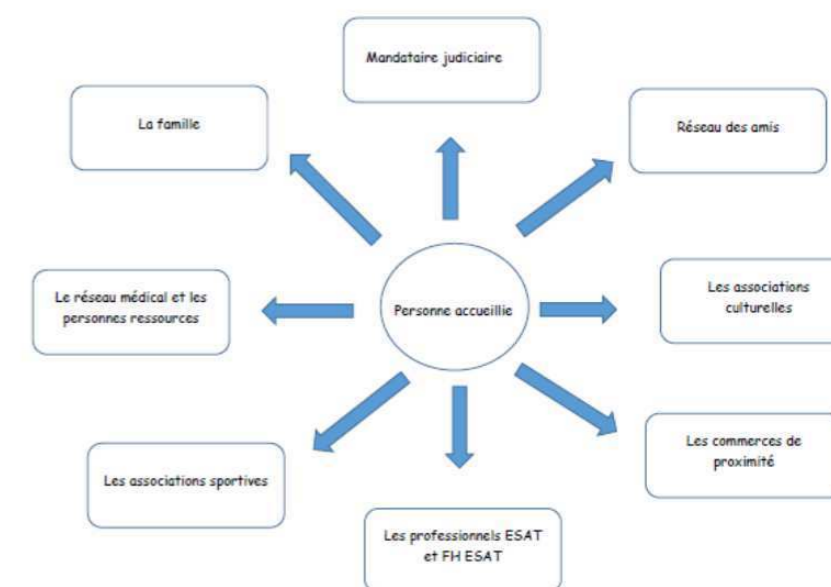 Mandataire judiciaire
La famille
Réseau des amis
Le réseau médical et les
personnes ressources
Personne accueillie
Les associations
culturelles
Les commerces de
proximité
Les associations sportives
Les professionnels ESAT
et FH ESAT